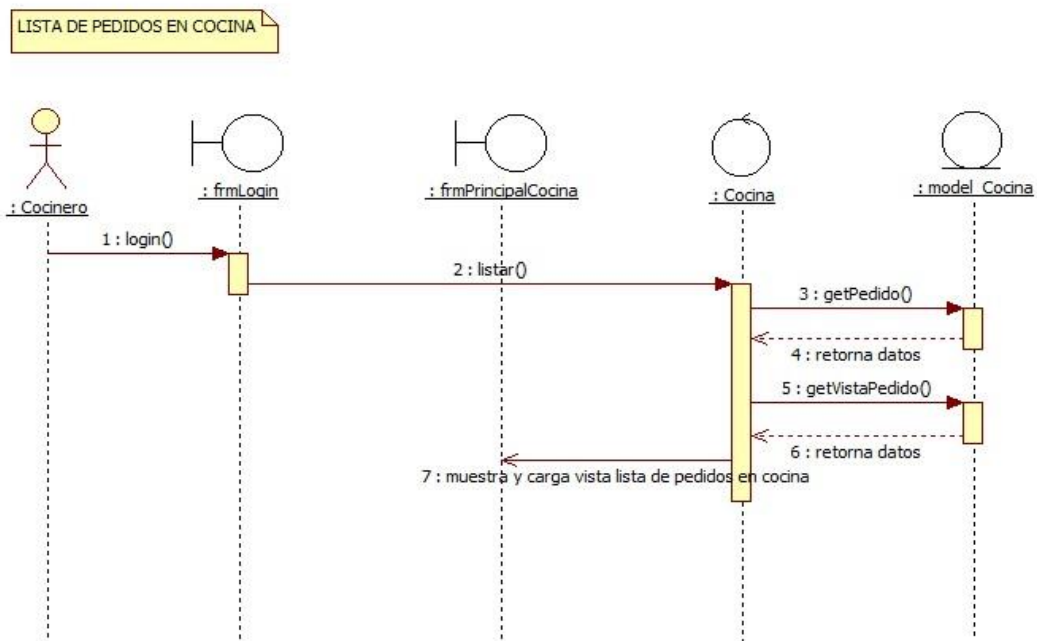 LISTA DE PEDIDOS EN COCINA
: Cocinero
: frmLogin
: frmPrincipalCocina
: Cocina
: model_Cocina
1 : login()
2 : listar()
3 : getPedido()
4 : retorna datos
5 : getVistaPedido()
6 : retorna datos
7 : muestra y carga vista lista de pedidos en cocina